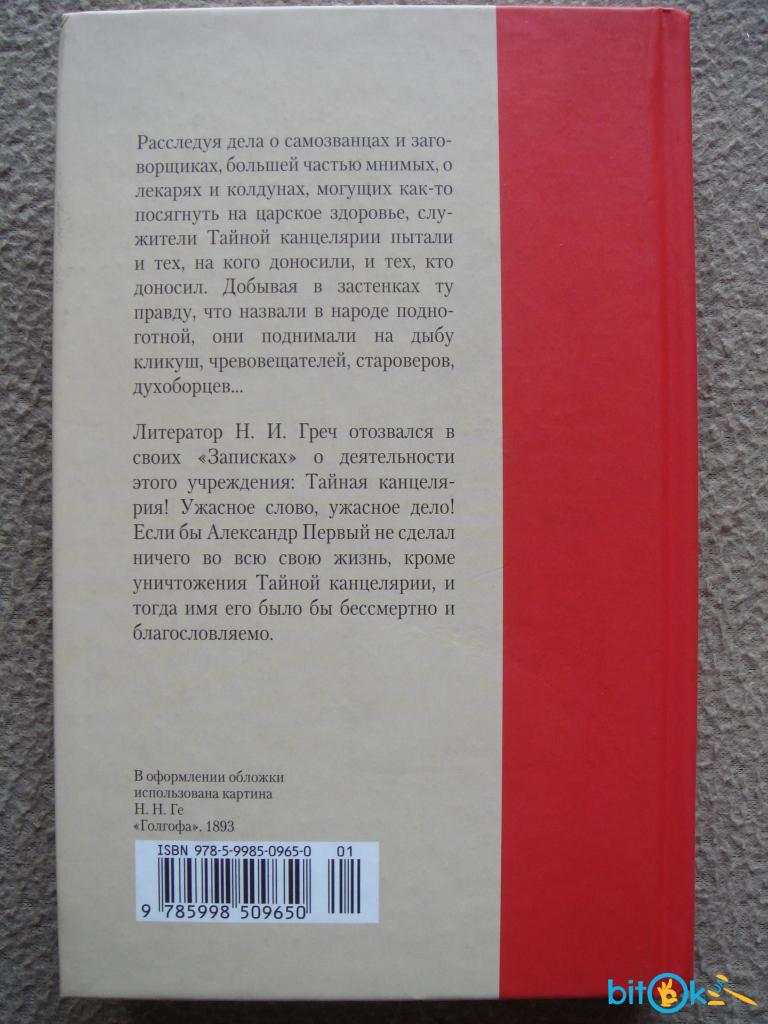 Расследуя дела о самозванцах и заго-
ворщиках, большей частью мнимых, о
лекарях и колдунах, могущих как-то
посягнуть на царское здоровье, слу-
жители Тайной канцелярии пытали
и тех, на кого доносили, и тех, кто
доносил. Добывая в застенках ту
правду, что назвали в народе подно-
готной, они поднимали на дыбу
кликуш, чревовещателей, староверов,
духоборцев...
Литератор Н. И. Греч отозвался в
своих «Записках» о деятельности
этого учреждения: Тайная канцеля-
рия! Ужасное слово, ужасное дело!
Если бы Александр Первый не сделал
ничего во всю свою жизнь, кроме
уничтожения Тайной канцелярии, и
тогда имя его было бы бессмертно и
благословляемо.
В оформлении обложки
использована картина
Н. Н. Ге
«Голгофа». 1893
ISBN 978-5-9985-0965-0 01
9 785998 509650
bitOk